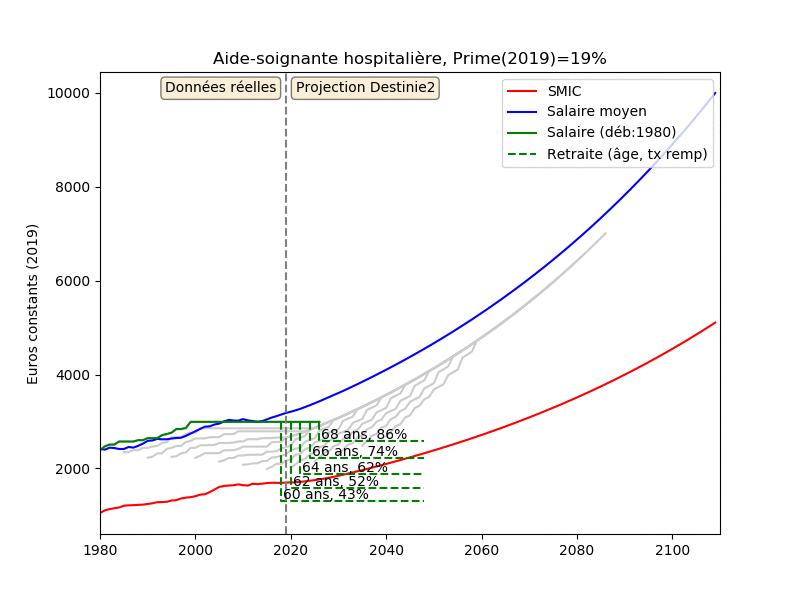 Aide-soignante hospitalière, Prime(2019)=19%
Données réelles
Projection Destinie2
SMIC
Salaire moyen
Salaire (déb:1980)
Retraite (âge, tx remp)
Euros constants (2019)
10000
8000
6000
4000
2000
68 ans, 86%
66 ans, 74%
64 ans, 62%
62 ans, 52%
60 ans, 43%
1980
2000
2020
2040
2060
2080
2100